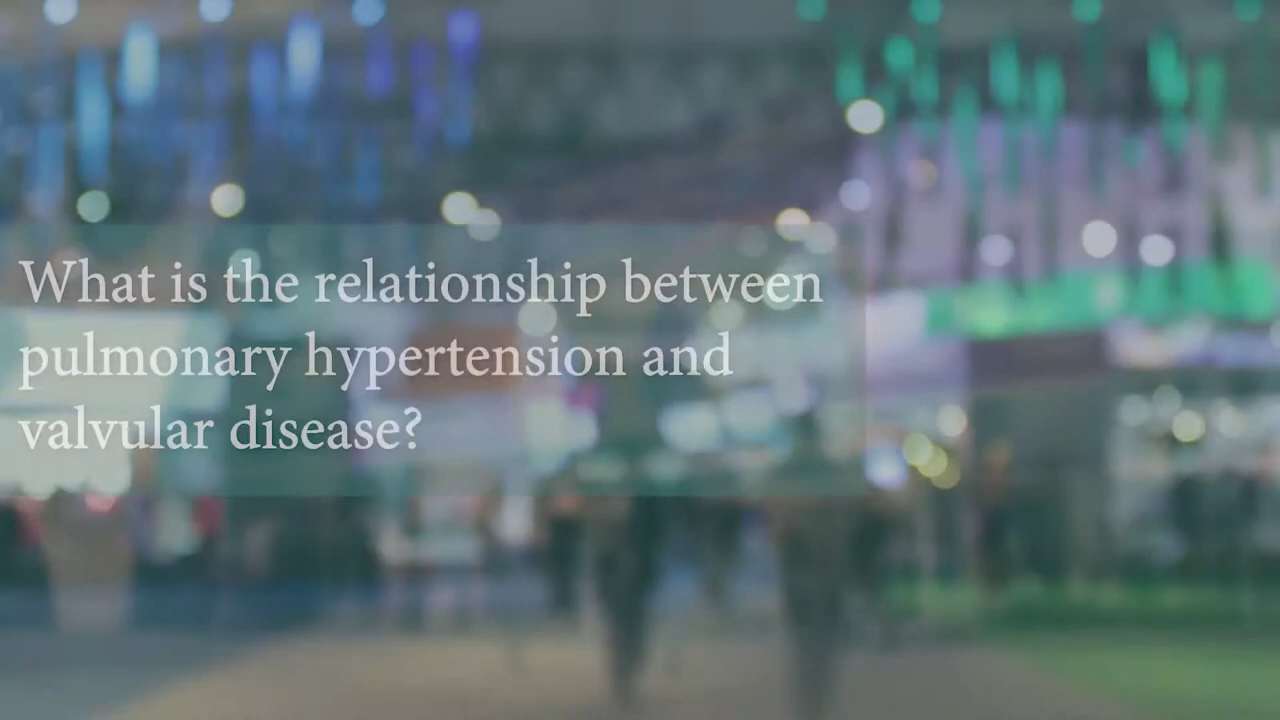 What is the relationship between
pulmonary hypertension and
valvular disease?